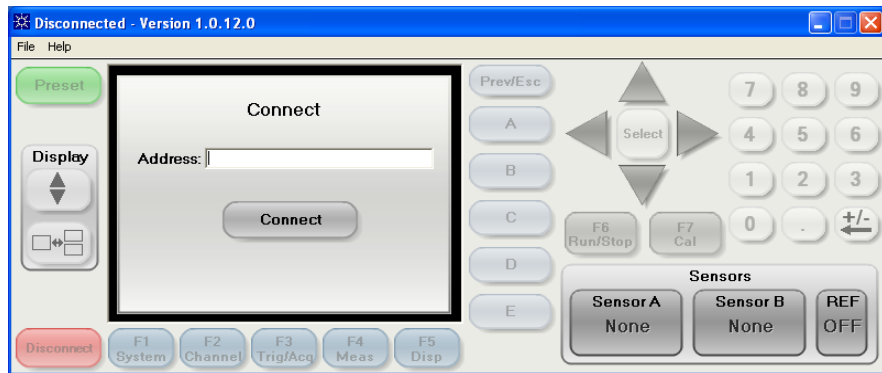 Disconnected - Version 1.0.12.0
File Help
Preset
Display
Connect
Address:
Connect
Prev/Esc
A
B
C
D
E
Select
7 8 9
4 5 6
1 2 3
0 . +/-
F6
Run/Stop
F7
Cal
Sensors
Sensor A
None
Sensor B
None
REF
OFF
Disconnect
F1
System
F2
Channel
F3
Trig/Acq
F4
Meas
F5
Disp